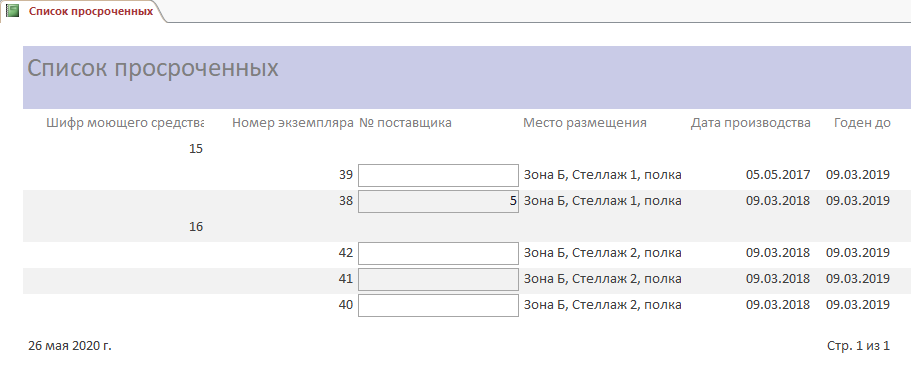 Список просроченных
Список просроченных
Шифр моющего средства Номер экземпляра № поставщика Место размещения Дата производства Годен до
15
39 Зона Б, Стеллаж 1, полка 05.05.2017 09.03.2019
38 5 Зона Б, Стеллаж 1, полка 09.03.2018 09.03.2019
16
42 Зона Б, Стеллаж 2, полка 09.03.2018 09.03.2019
41 Зона Б, Стеллаж 2, полка 09.03.2018 09.03.2019
40 Зона Б, Стеллаж 2, полка 09.03.2018 09.03.2019
26 мая 2020 г. Стр. 1 из 1